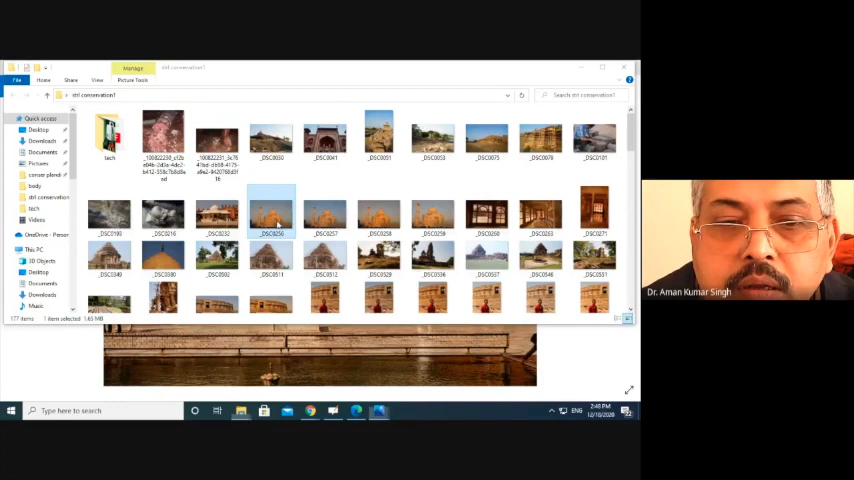 Manage
strl conservation1
File
Home
Share
View
Picture Tools
strl conservation1
Search strl conservation1
Quick access
Desktop
Downloads
Documents
Pictures
conser plendi
body
strl conservation
tech
Videos
OneDrive - Person
This PC
3D Objects
Desktop
Documents
Downloads
Music
tech
_DSC0030
_DSC0041
_DSC0051
_DSC0053
_DSC0075
_DSC0079
_DSC0101
_DSC0193
_DSC0216
_DSC0232
_DSC0256
_DSC0257
_DSC0258
_DSC0259
_DSC0260
_DSC0263
_DSC0271
_DSC0349
_DSC0380
_DSC0502
_DSC0511
_DSC0512
_DSC0529
_DSC0536
_DSC0537
_DSC0546
_DSC0551
177 items
1 item selected 1.65 MB
Dr. Aman Kumar Singh
Type here to search
ENG
2:48 PM
12/18/2020